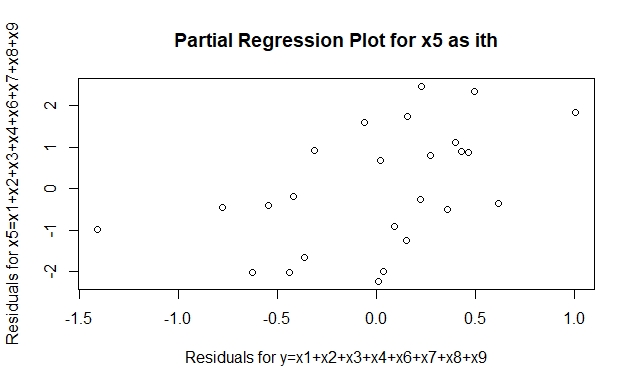 Partial Regression Plot for x5 as ith
Residuals for x5=x1+x2+x3+x4+x6+x7+x8+x9
2
1
0
-1
-2
-1.5 -1.0 -0.5 0.0 0.5 1.0
Residuals for y=x1+x2+x3+x4+x6+x7+x8+x9